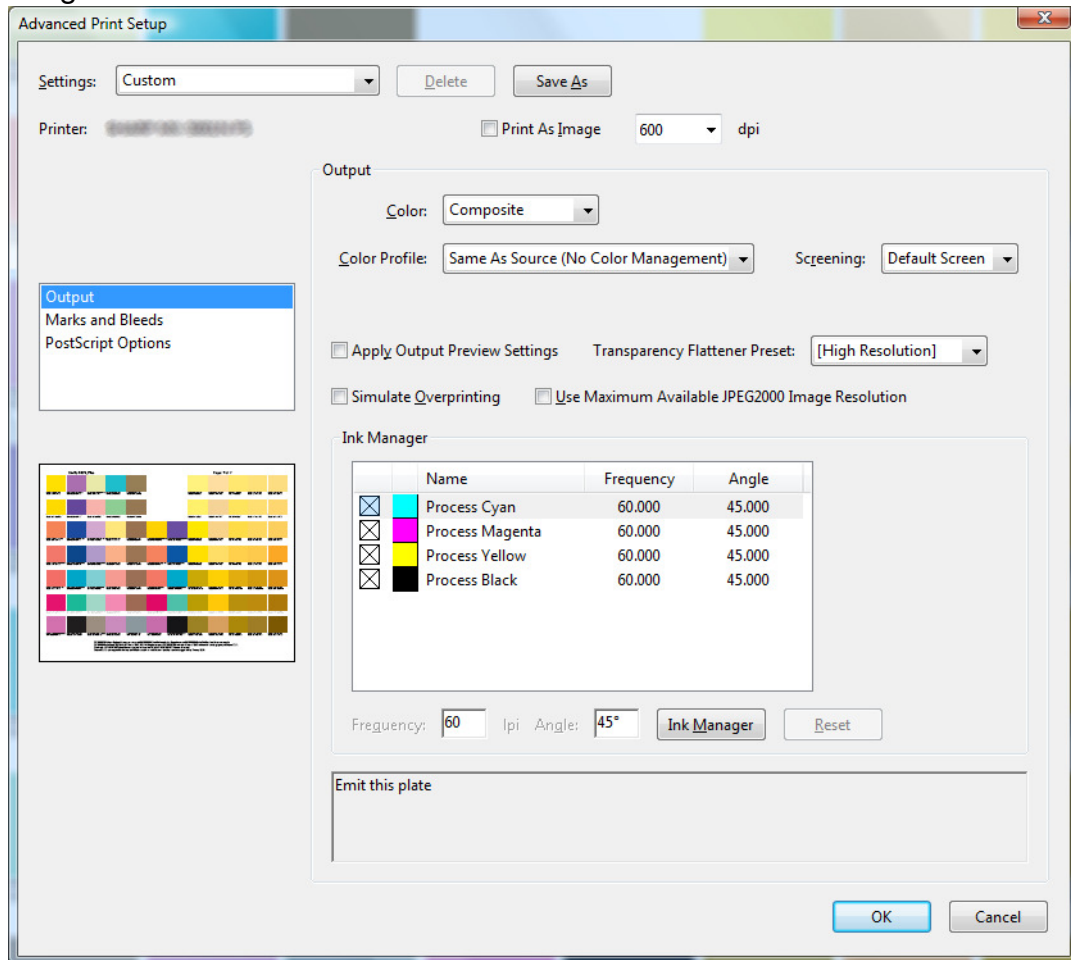 Advanced Print Setup
Settings: Custom Delete Save As
Printer: Print As Image 600 dpi
Output
Color: Composite
Color Profile: Same As Source (No Color Management) Screening: Default Screen
Output
Marks and Bleeds
PostScript Options
Apply Output Preview Settings Transparency Flattener Preset: [High Resolution]
Simulate Overprinting Use Maximum Available JPEG2000 Image Resolution
Ink Manager
Name Frequency Angle
Process Cyan 60.000 45.000
Process Magenta 60.000 45.000
Process Yellow 60.000 45.000
Process Black 60.000 45.000
Frequency: 60 lpi Angle: 45° Ink Manager Reset
Emit this plate
OK Cancel